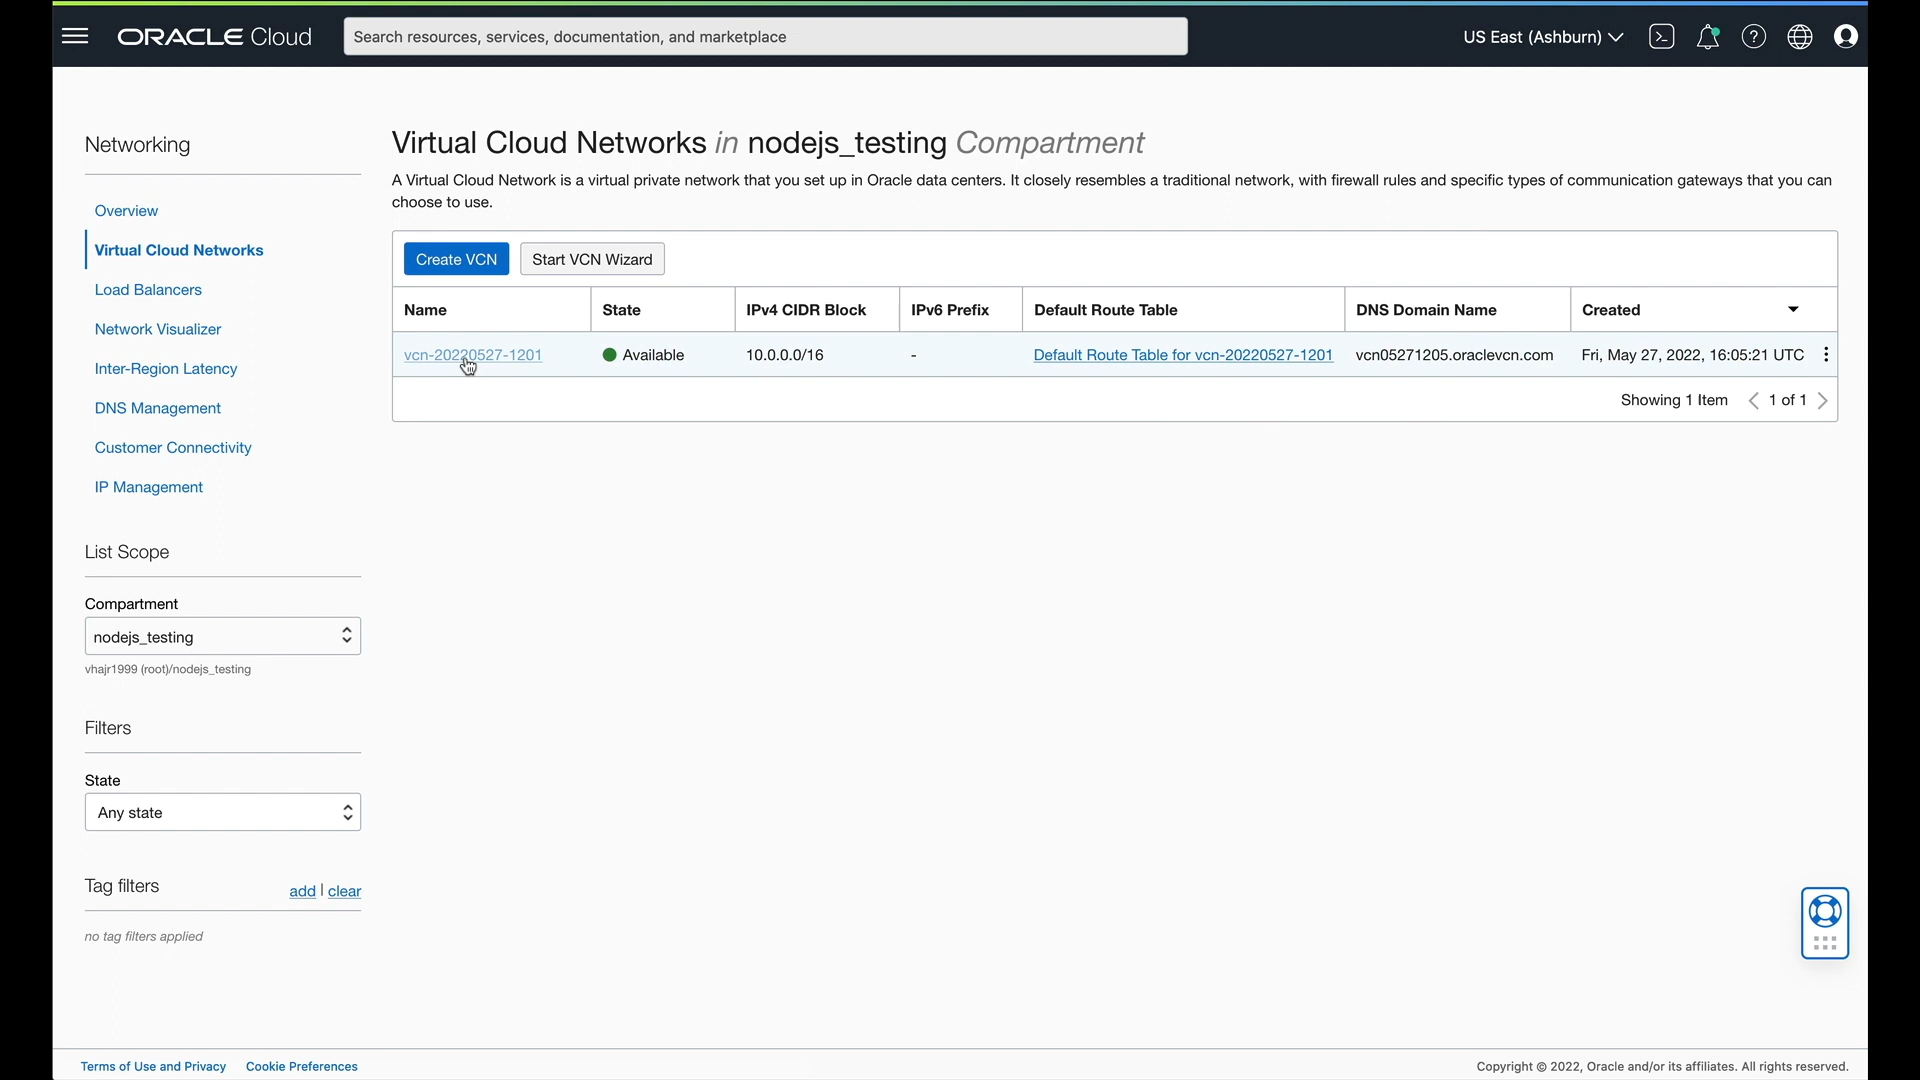 ORACLE Cloud
Search resources, services, documentation, and marketplace
US East (Ashburn)
Networking
Overview
Virtual Cloud Networks
Load Balancers
Network Visualizer
Inter-Region Latency
DNS Management
Customer Connectivity
IP Management
List Scope
Compartment
nodejs_testing
vhajr1999 (root)/nodejs_testing
Filters
State
Any state
Tag filters
add | clear
no tag filters applied
Virtual Cloud Networks in nodejs_testing Compartment
A Virtual Cloud Network is a virtual private network that you set up in Oracle data centers. It closely resembles a traditional network, with firewall rules and specific types of communication gateways that you can
choose to use.
Create VCN Start VCN Wizard
Name State IPv4 CIDR Block IPv6 Prefix Default Route Table DNS Domain Name Created
vcn-20220527-1201 Available 10.0.0.0/16 - Default Route Table for vcn-20220527-1201 vcn05271205.oraclevcn.com Fri, May 27, 2022, 16:05:21 UTC
Showing 1 Item < 1 of 1 >
Terms of Use and Privacy Cookie Preferences
Copyright © 2022, Oracle and/or its affiliates. All rights reserved.